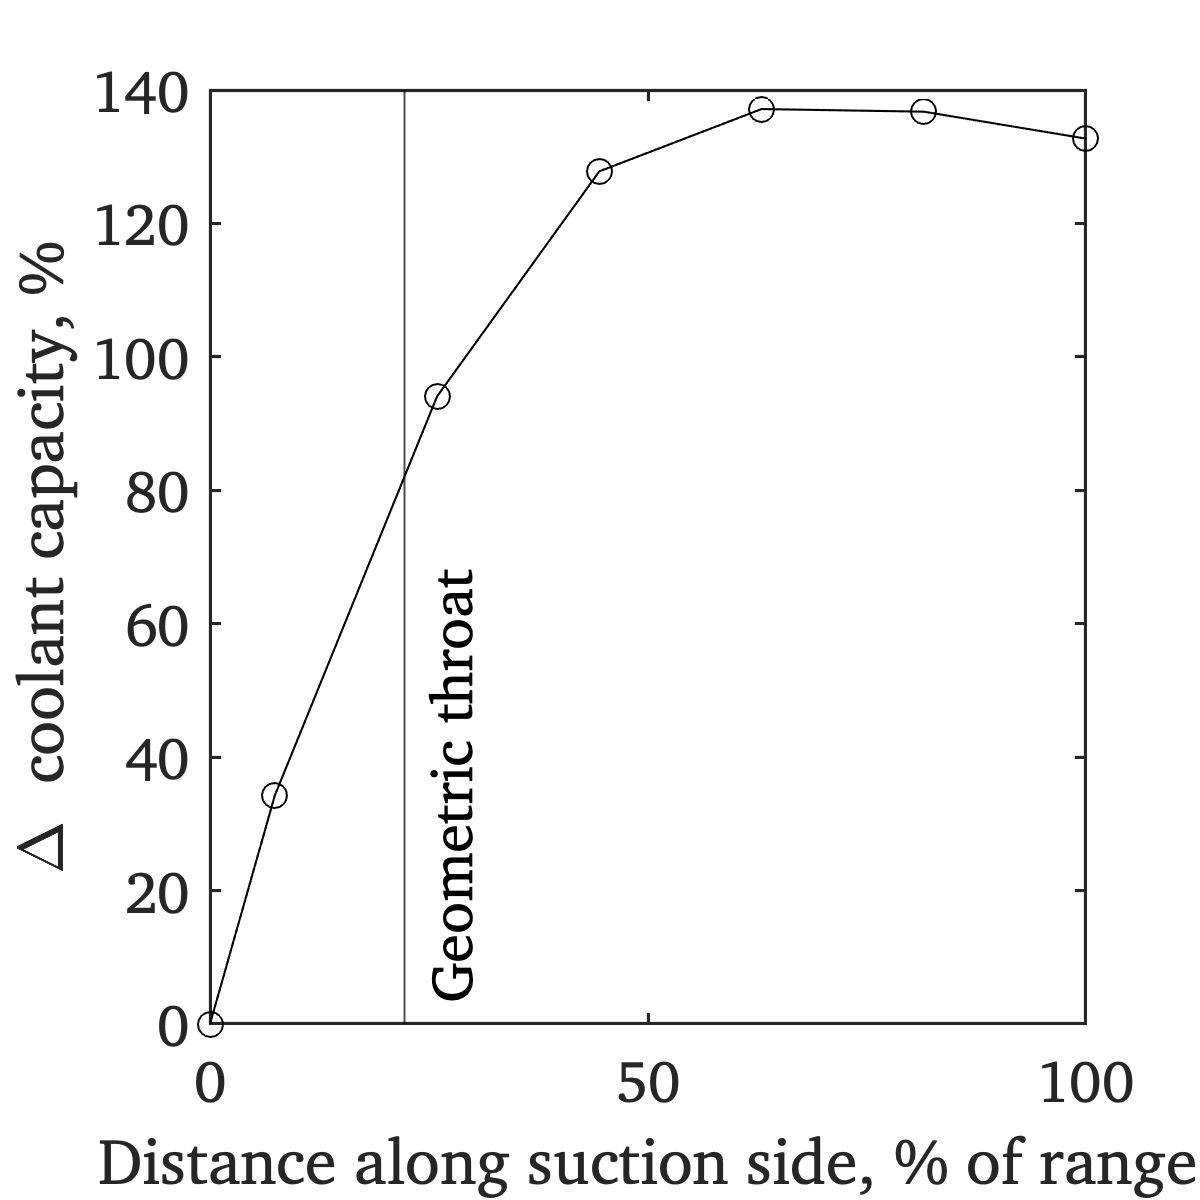 140
120
100
80
60
40
20
0
Δ coolant capacity, %
Geometric throat
0 50 100
Distance along suction side, % of range